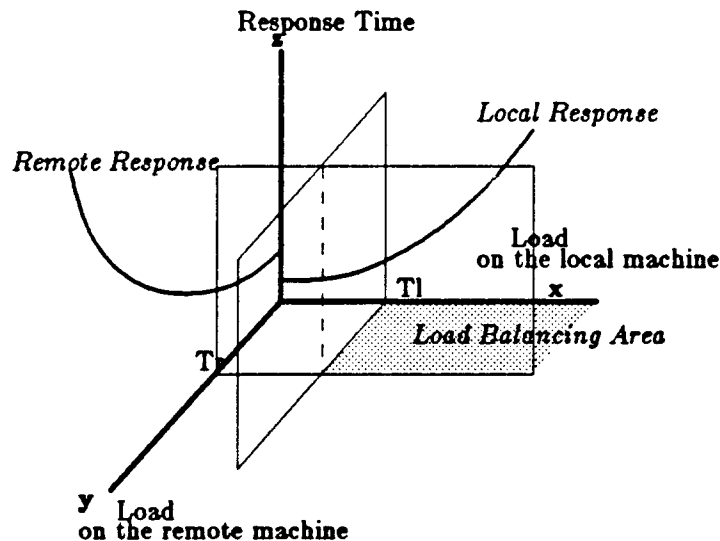 Response Time
z
Local Response
Remote Response
Load
on the local machine
Tl
x
Load Balancing Area
y
Load
on the remote machine